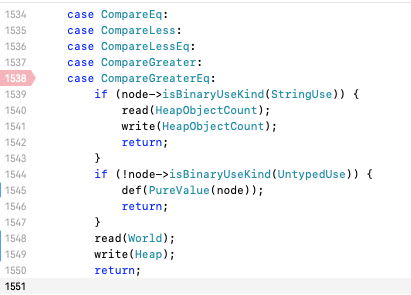 1534 case CompareEq:
1535 case CompareLess:
1536 case CompareLessEq:
1537 case CompareGreater:
1538 case CompareGreaterEq:
1539 if (node->isBinaryUseKind(StringUse)) {
1540 read(HeapObjectCount);
1541 write(HeapObjectCount);
1542 return;
1543 }
1544 if (!node->isBinaryUseKind(UntypedUse)) {
1545 def(PureValue(node));
1546 return;
1547 }
1548 read(World);
1549 write(Heap);
1550 return;
1551